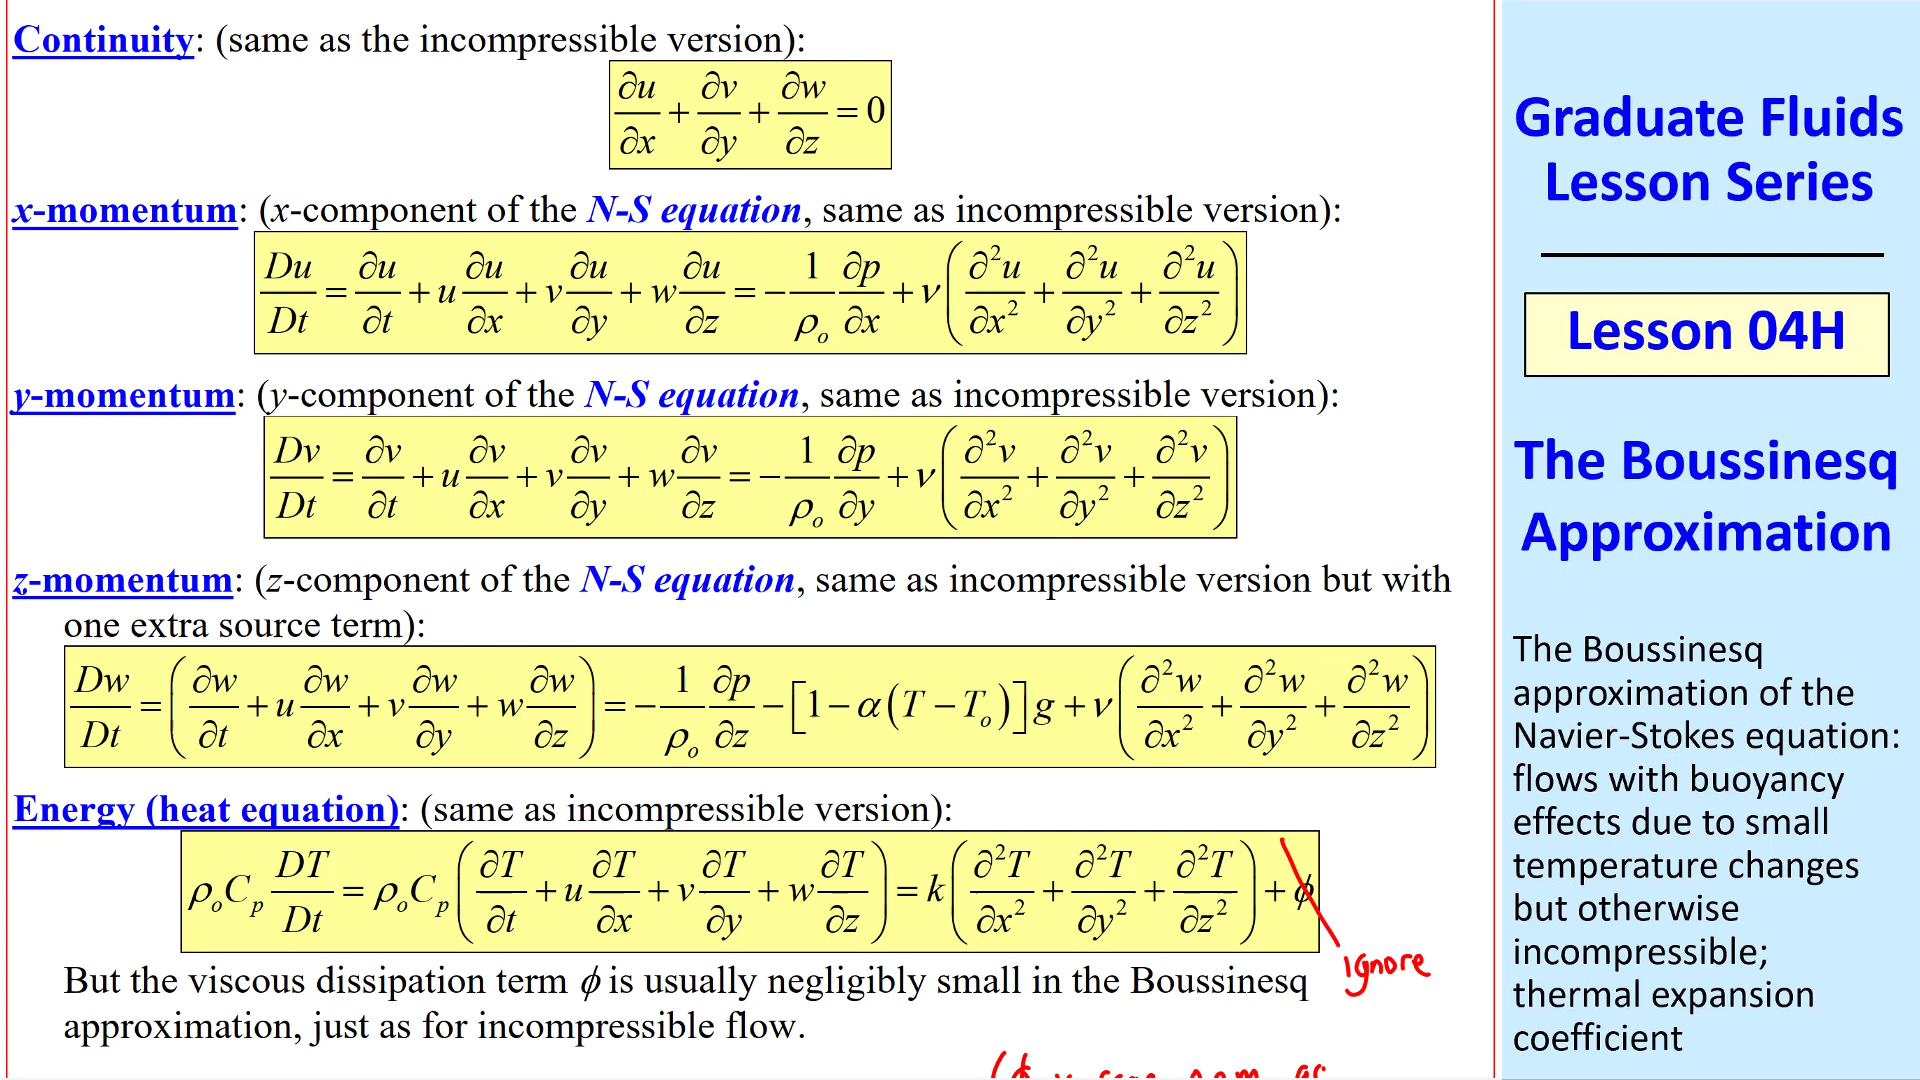 Continuity: (same as the incompressible version):
∂u/∂x + ∂v/∂y + ∂w/∂z = 0
x-momentum: (x-component of the N-S equation, same as incompressible version):
Du/Dt = ∂u/∂t + u ∂u/∂x + v ∂u/∂y + w ∂u/∂z = −1/ρₒ ∂p/∂x + ν(∂²u/∂x² + ∂²u/∂y² + ∂²u/∂z²)
y-momentum: (y-component of the N-S equation, same as incompressible version):
Dv/Dt = ∂v/∂t + u ∂v/∂x + v ∂v/∂y + w ∂v/∂z = −1/ρₒ ∂p/∂y + ν(∂²v/∂x² + ∂²v/∂y² + ∂²v/∂z²)
z-momentum: (z-component of the N-S equation, same as incompressible version but with
one extra source term):
Dw/Dt = (∂w/∂t + u ∂w/∂x + v ∂w/∂y + w ∂w/∂z) = −1/ρₒ ∂p/∂z − [1 − α(T − Tₒ)]g + ν(∂²w/∂x² + ∂²w/∂y² + ∂²w/∂z²)
Energy (heat equation): (same as incompressible version):
ρₒCₚ DT/Dt = ρₒCₚ(∂T/∂t + u ∂T/∂x + v ∂T/∂y + w ∂T/∂z) = k(∂²T/∂x² + ∂²T/∂y² + ∂²T/∂z²) + ϕ
ignore
But the viscous dissipation term ϕ is usually negligibly small in the Boussinesq
approximation, just as for incompressible flow.
Graduate Fluids
Lesson Series
Lesson 04H
The Boussinesq
Approximation
The Boussinesq
approximation of the
Navier-Stokes equation:
flows with buoyancy
effects due to small
temperature changes
but otherwise
incompressible;
thermal expansion
coefficient